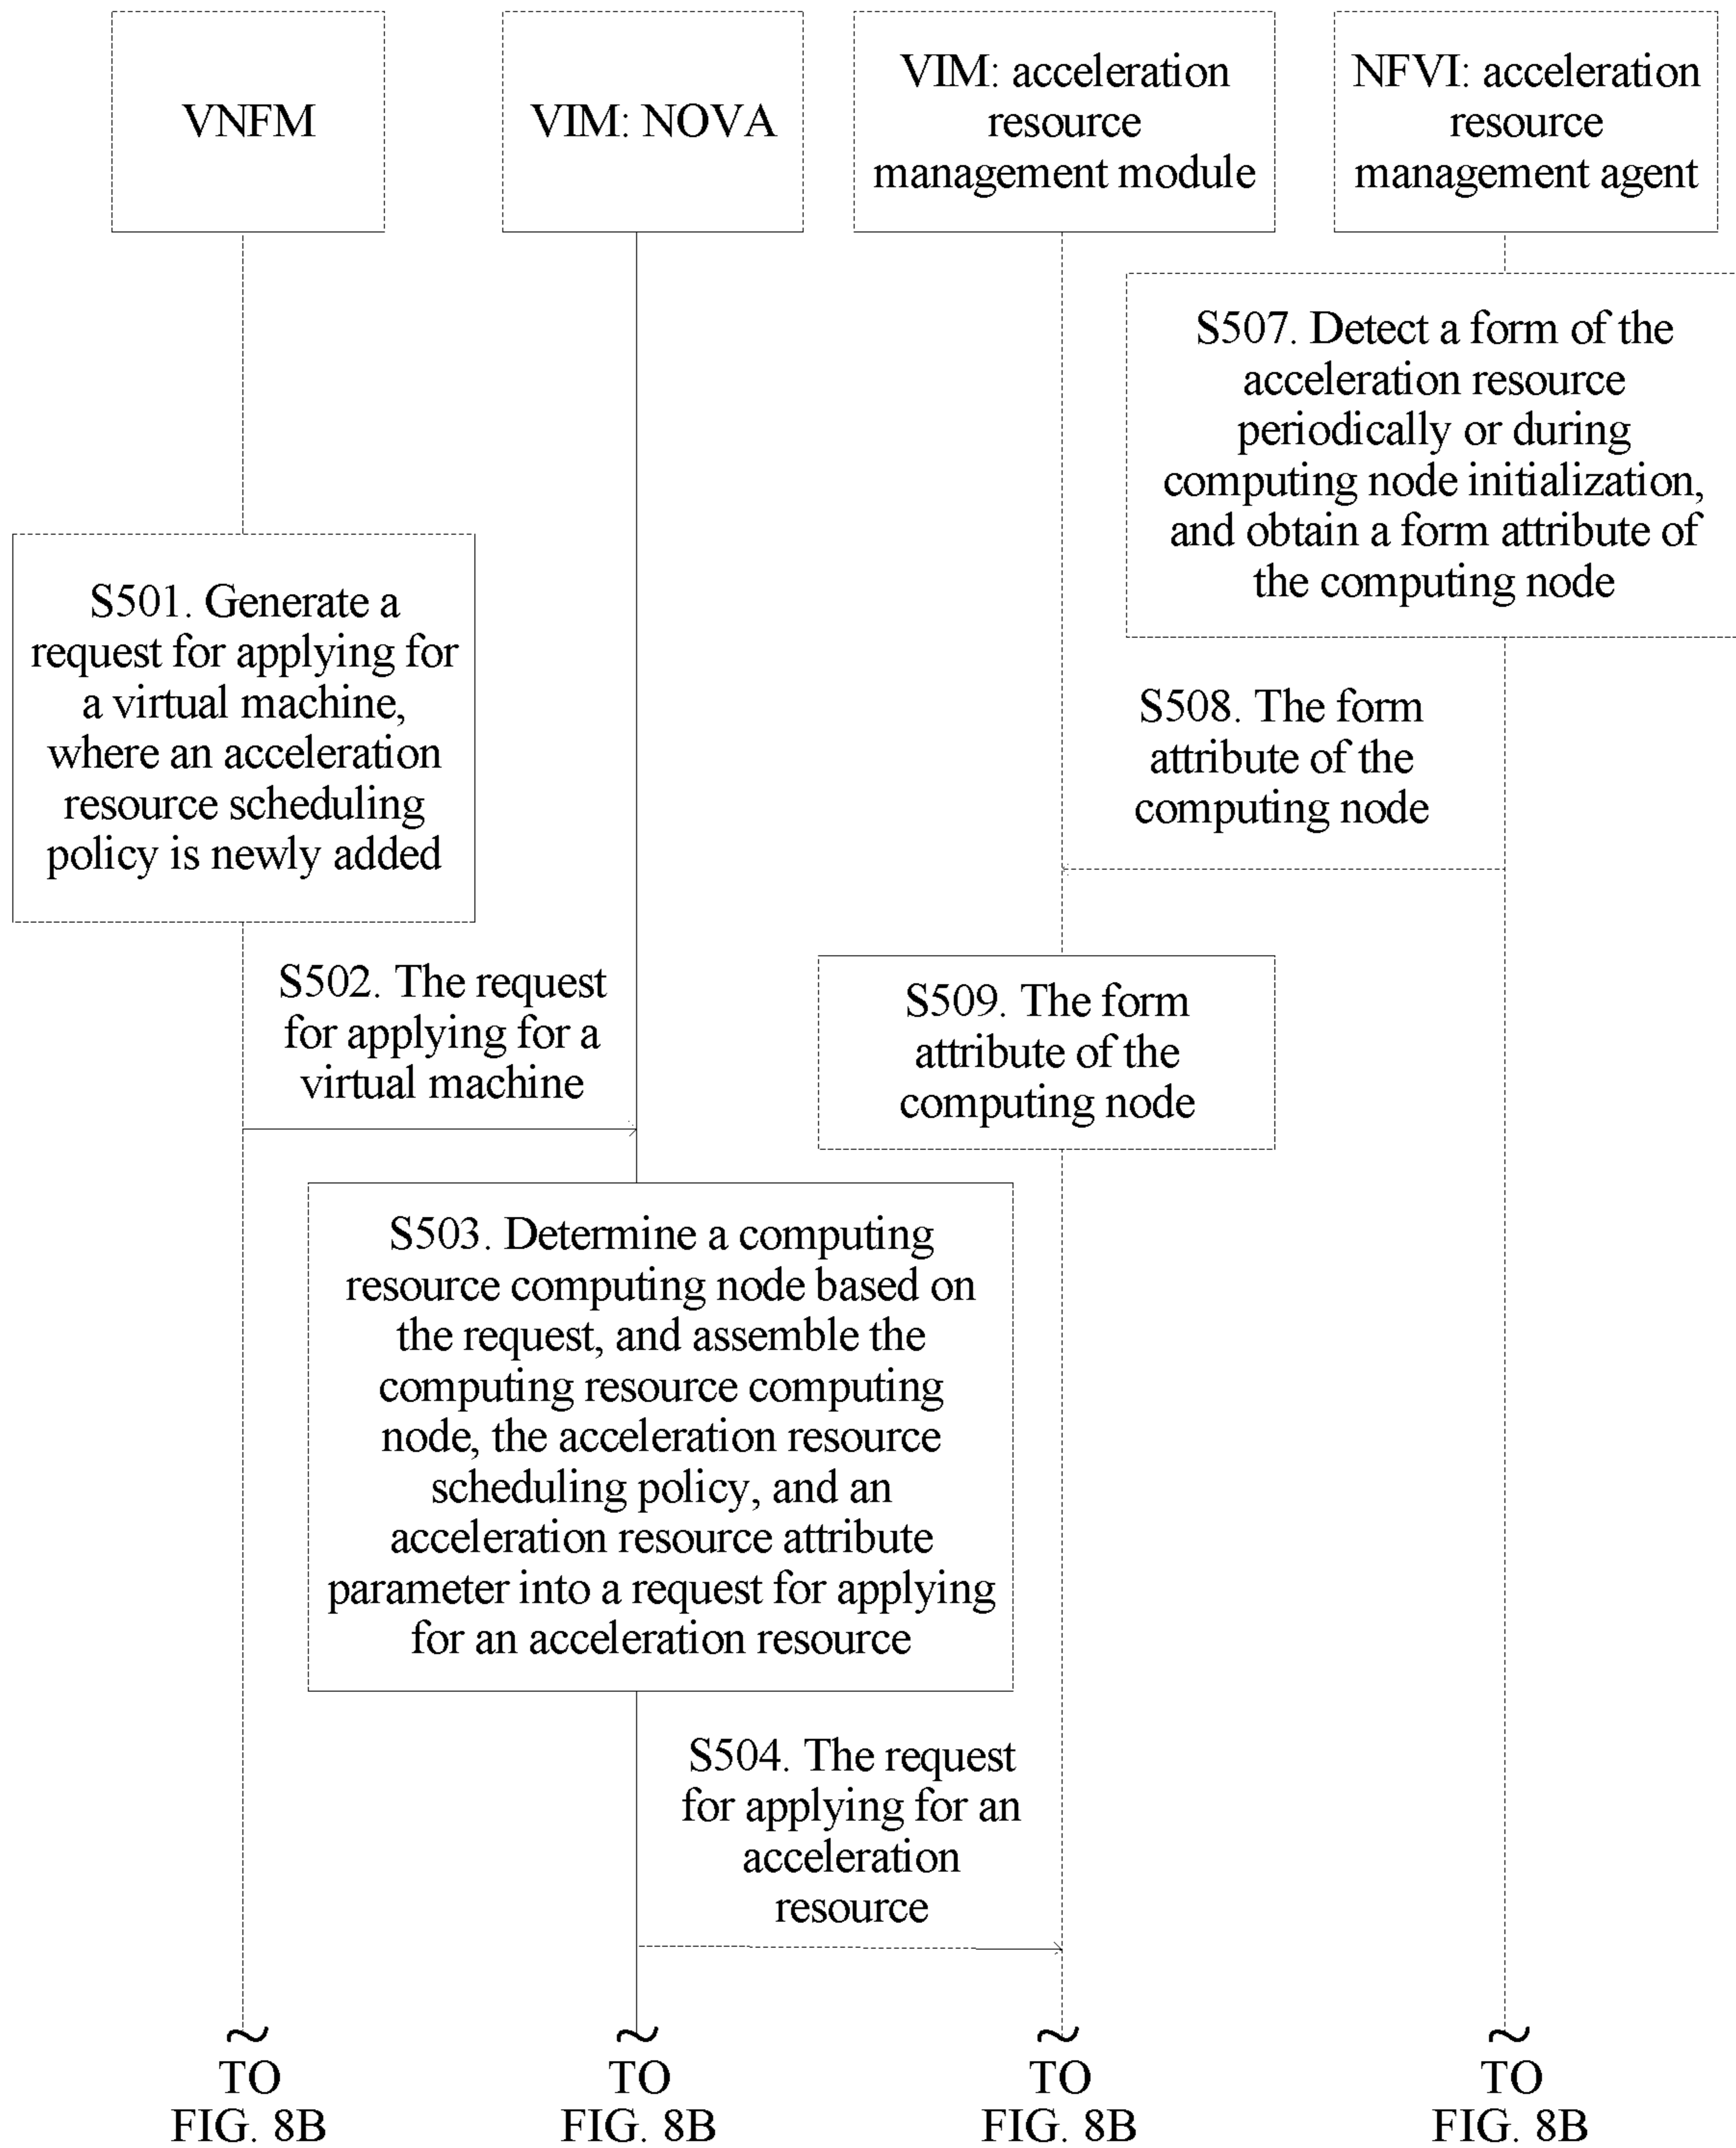 VNFM
VIM: NOVA
VIM: acceleration
resource
management module
NFVI: acceleration
resource
management agent
S507. Detect a form of the
acceleration resource
periodically or during
computing node initialization,
and obtain a form attribute of
the computing node
S501. Generate a
request for applying for
a virtual machine,
where an acceleration
resource scheduling
policy is newly added
S508. The form
attribute of the
computing node
S502. The request
for applying for a
virtual machine
S509. The form
attribute of the
computing node
S503. Determine a computing
resource computing node based on
the request, and assemble the
computing resource computing
node, the acceleration resource
scheduling policy, and an
acceleration resource attribute
parameter into a request for applying
for an acceleration resource
S504. The request
for applying for an
acceleration
resource
TO
FIG. 8B
TO
FIG. 8B
TO
FIG. 8B
TO
FIG. 8B